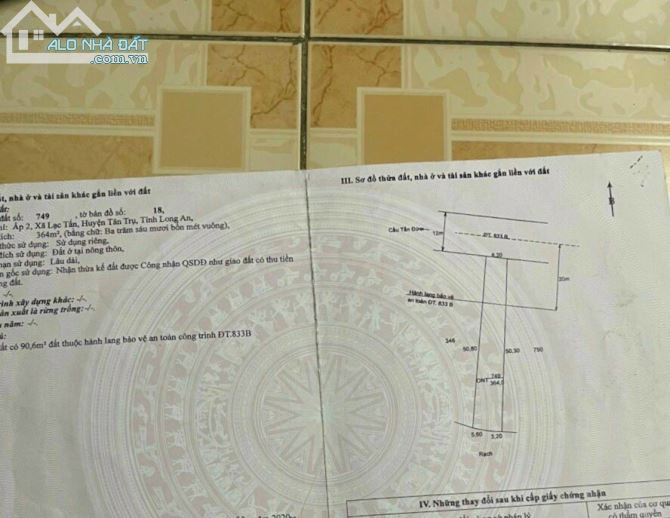 ALO NHÀ ĐẤT
.com.vn
t, nhà ở và tài sản khác gắn liền với đất
đất số: 749 , tờ bản đồ số: 18,
Ấp 2, Xã Lạc Tấn, Huyện Tân Trụ, Tỉnh Long An,
ích: 364m², (bằng chữ: Ba trăm sáu mươi bốn mét vuông),
thức sử dụng: Sử dụng riêng,
đích sử dụng: Đất ở tại nông thôn,
hạn sử dụng: Lâu dài,
n gốc sử dụng: Nhận thừa kế đất được Công nhận QSDĐ như giao đất có thu tiền
ng đất.
-/-,
rình xây dựng khác: -/-,
ản xuất là rừng trồng: -/-,
u năm: -/-,
ất có 90,6m² đất thuộc hành lang bảo vệ an toàn công trình ĐT.833B
III. Sơ đồ thửa đất, nhà ở và tài sản khác gắn liền với đất
B
Cầu Tân Đông
12m
ĐT. 833 B
8,20
20m
Hành lang bảo vệ
an toàn ĐT. 833 B
346
50,80
50,30
750
ONT
749
364,0
5,60
5,20
Rạch
IV. Những thay đổi sau khi cấp giấy chứng nhận
Xác nhận của cơ qu
có thẩm quyền